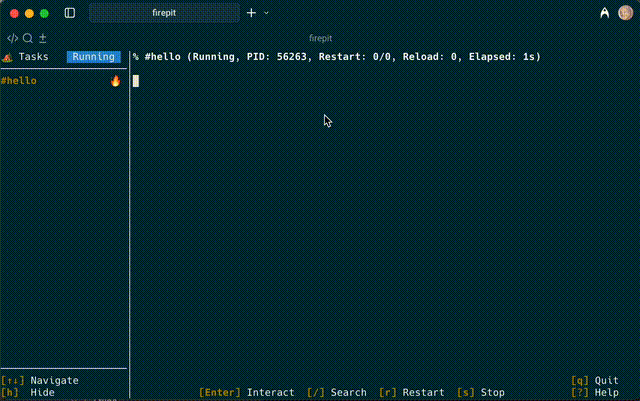 firepit
firepit
Tasks Running
% #hello (Running, PID: 56263, Restart: 0/0, Reload: 0, Elapsed: 1s)
#hello
[↑↓] Navigate [q] Quit
[h] Hide [Enter] Interact [/] Search [r] Restart [s] Stop [?] Help